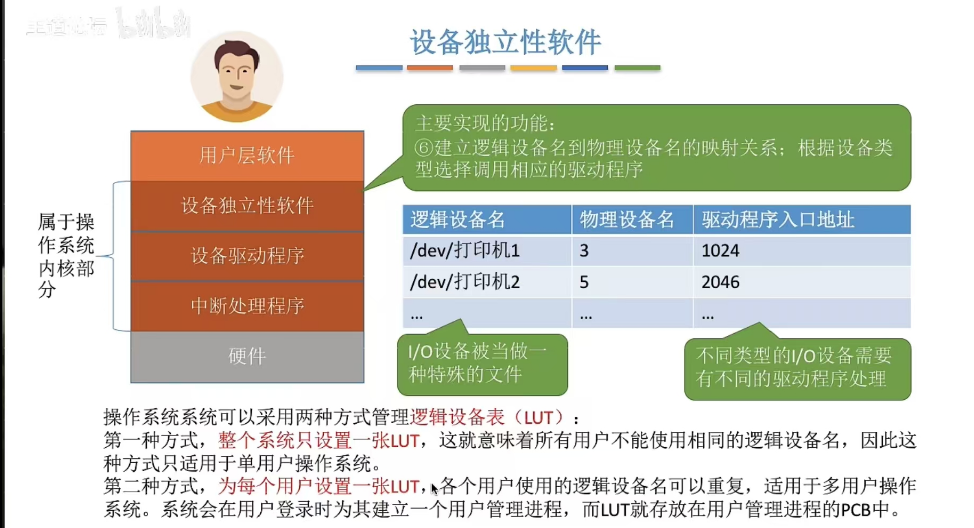 设备独立性软件
主要实现的功能：
⑥建立逻辑设备名到物理设备名的映射关系；根据设备类
型选择调用相应的驱动程序
用户层软件
设备独立性软件
设备驱动程序
中断处理程序
硬件
属于操
作系统
内核部
分
逻辑设备名 物理设备名 驱动程序入口地址
/dev/打印机1 3 1024
/dev/打印机2 5 2046
... ... ...
I/O设备被当做一
种特殊的文件
不同类型的I/O设备需要
有不同的驱动程序处理
操作系统系统可以采用两种方式管理逻辑设备表（LUT）：
第一种方式，整个系统只设置一张LUT，这就意味着所有用户不能使用相同的逻辑设备名，因此这
种方式只适用于单用户操作系统。
第二种方式，为每个用户设置一张LUT，各个用户使用的逻辑设备名可以重复，适用于多用户操作
系统。系统会在用户登录时为其建立一个用户管理进程，而LUT就存放在用户管理进程的PCB中。